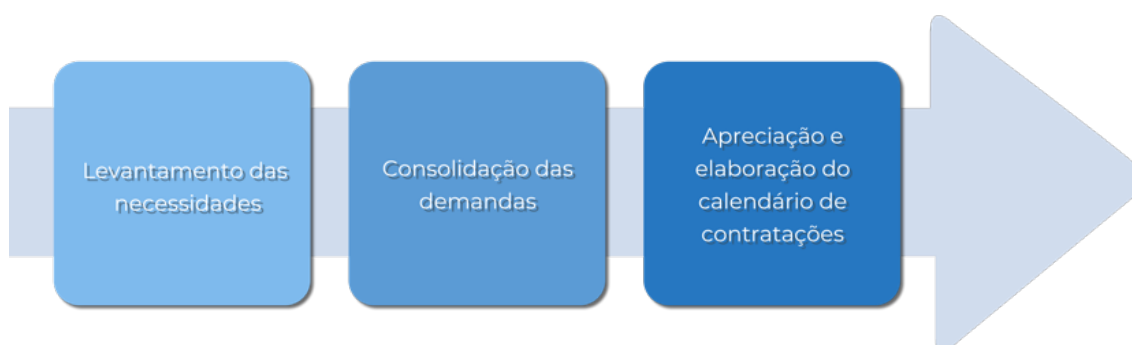 Levantamento das
necessidades
Consolidação das
demandas
Apreciação e
elaboração do
calendário de
contratações